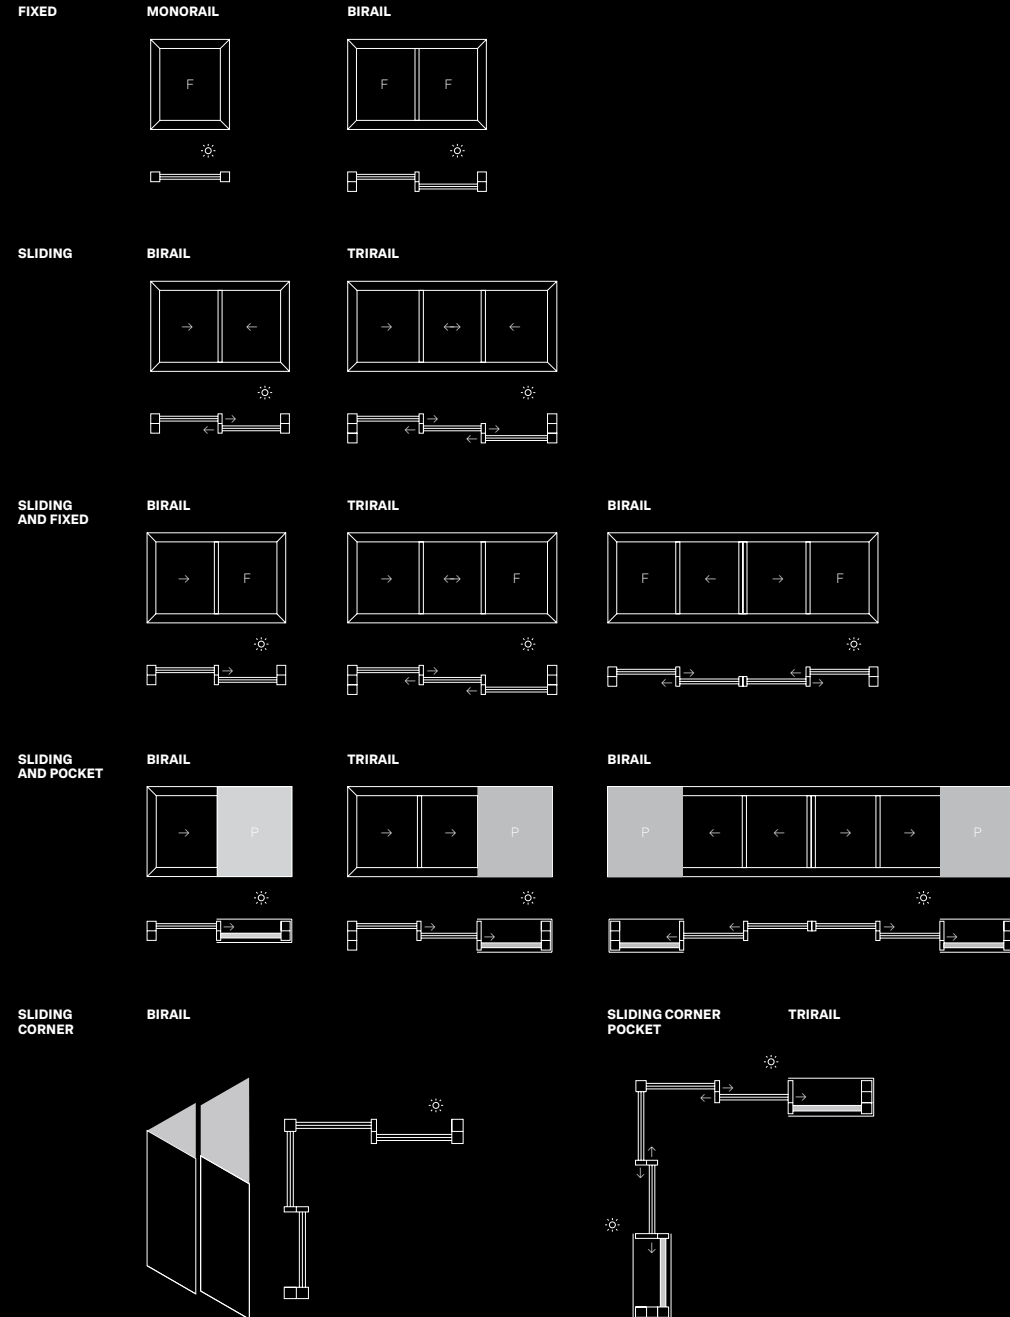 FIXED
MONORAIL
BIRAIL
F
F
F
SLIDING
BIRAIL
TRIRAIL
SLIDING
AND FIXED
BIRAIL
TRIRAIL
BIRAIL
F
F
F
F
SLIDING
AND POCKET
BIRAIL
TRIRAIL
BIRAIL
P
P
P
P
SLIDING
CORNER
BIRAIL
SLIDING CORNER
POCKET
TRIRAIL